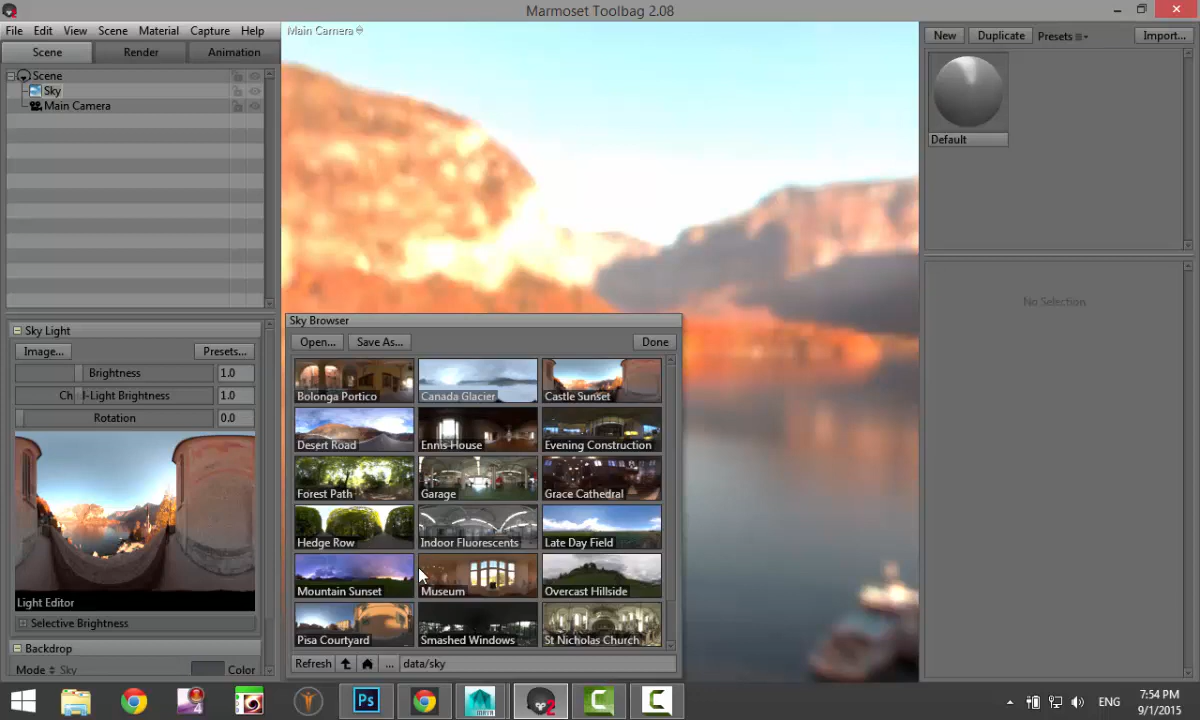 Marmoset Toolbag 2.08
File Edit View Scene Material Capture Help
Scene Render Animation
Scene
Sky
Main Camera
Main Camera
New Duplicate Presets Import...
Default
No Selection
Sky Light
Image... Presets...
Brightness 1.0
Ch l-Light Brightness 1.0
Rotation 0.0
Light Editor
Selective Brightness
Backdrop
Mode Sky Color
Sky Browser
Open... Save As... Done
Bolonga Portico Canada Glacier Castle Sunset
Desert Road Ennis House Evening Construction
Forest Path Garage Grace Cathedral
Hedge Row Indoor Fluorescents Late Day Field
Mountain Sunset Museum Overcast Hillside
Pisa Courtyard Smashed Windows St Nicholas Church
Refresh ... data/sky
4 Ps MAYA 2 C C
ENG 7:54 PM
9/1/2015